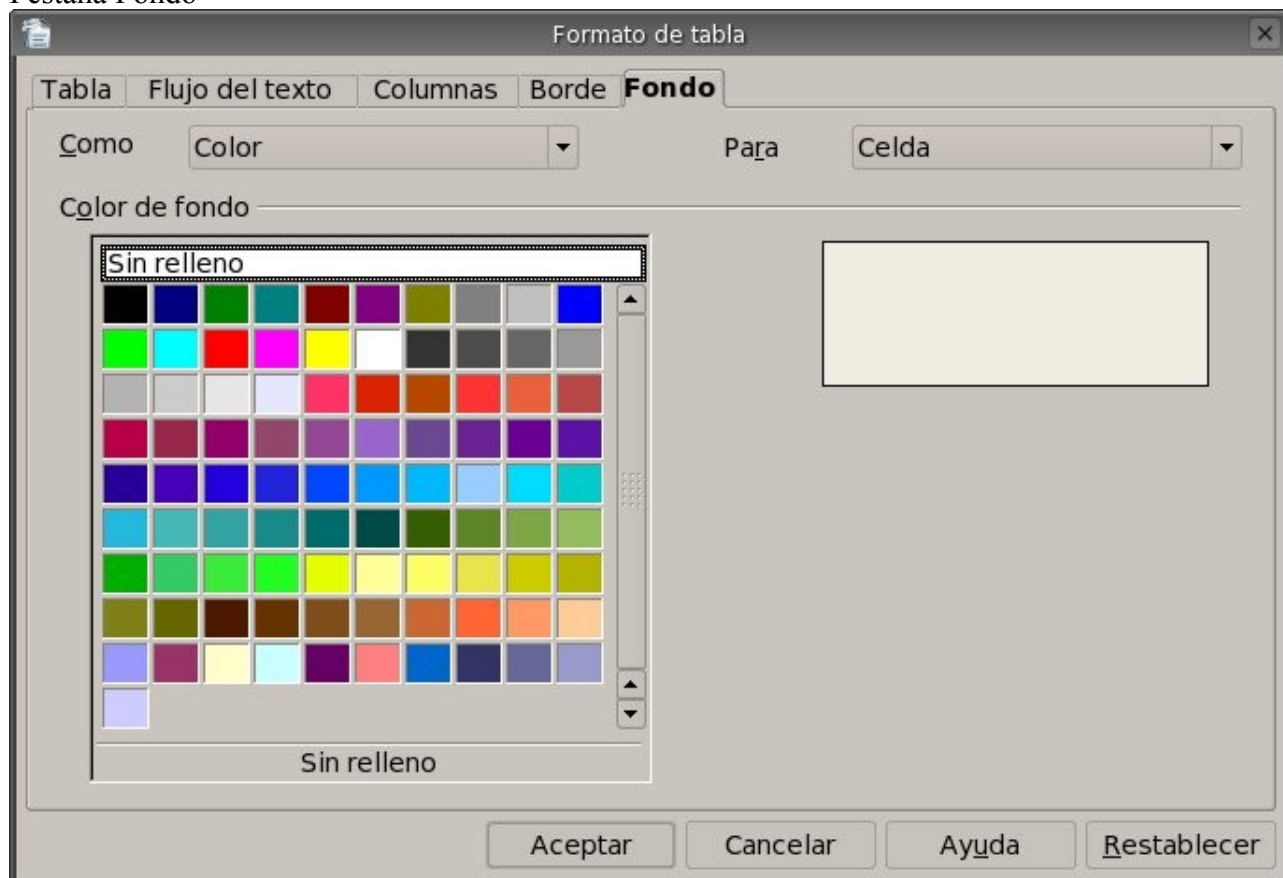 Pestaña Fondo
Formato de tabla
Tabla Flujo del texto Columnas Borde Fondo
Como Color Para Celda
Color de fondo
Sin relleno
Sin relleno
Aceptar Cancelar Ayuda Restablecer